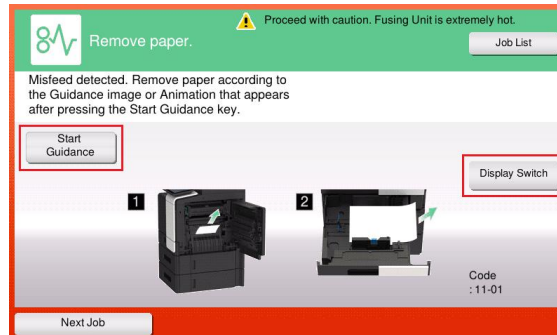 Proceed with caution. Fusing Unit is extremely hot.
Remove paper.
Job List
Misfeed detected. Remove paper according to
the Guidance image or Animation that appears
after pressing the Start Guidance key.
Start
Guidance
Display Switch
1
2
Code
: 11-01
Next Job